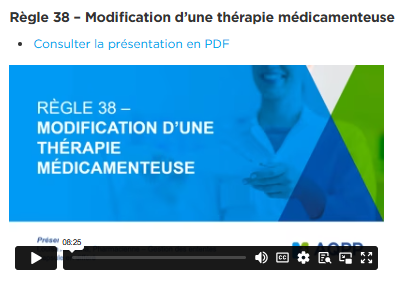 Règle 38 – Modification d’une thérapie médicamenteuse
Consulter la présentation en PDF
RÈGLE 38 –
MODIFICATION D’UNE
THÉRAPIE
MÉDICAMENTEUSE
08:25
CC